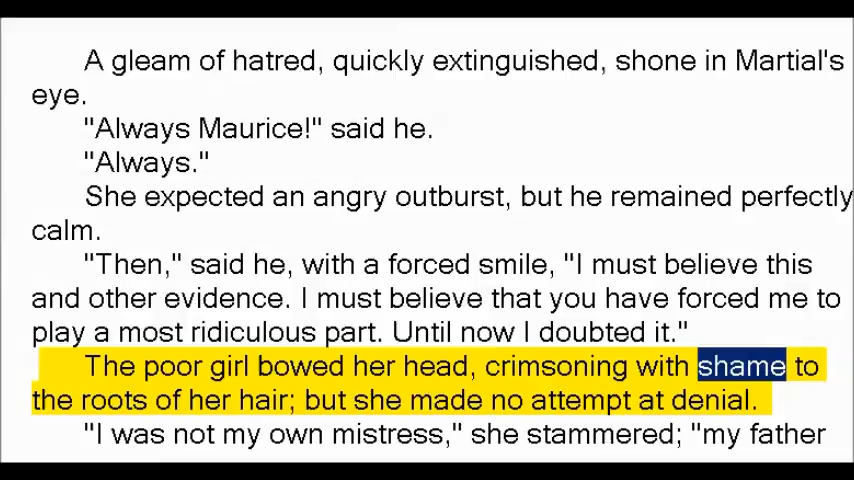 A gleam of hatred, quickly extinguished, shone in Martial's
eye.
"Always Maurice!" said he.
"Always."
She expected an angry outburst, but he remained perfectly
calm.
"Then," said he, with a forced smile, "I must believe this
and other evidence. I must believe that you have forced me to
play a most ridiculous part. Until now I doubted it."
The poor girl bowed her head, crimsoning with shame to
the roots of her hair; but she made no attempt at denial.
"I was not my own mistress," she stammered; "my father